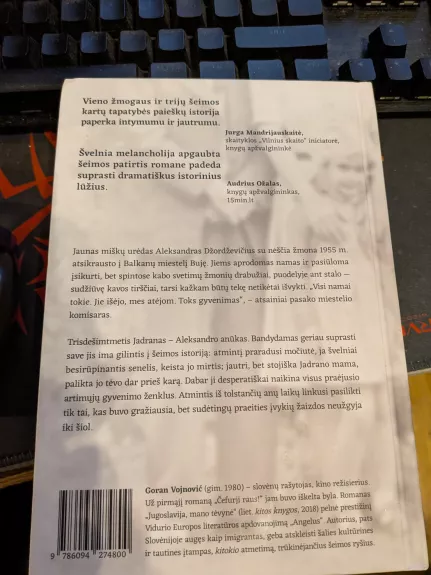 Vieno žmogaus ir trijų šeimos
kartų tapatybės paieškų istorija
paperka intymumu ir jautrumu.
Jurga Mandrijauskaitė,
skaityklos „Vilnius skaito“ iniciatorė,
knygų apžvalgininkė
Švelnia melancholija apgaubta
šeimos patirtis romane padeda
suprasti dramatiškus istorinius
lūžius.
Audrius Ožalas,
knygų apžvalgininkas,
15min.lt
Jaunas miškų urėdas Aleksandras Džordževičius su nėščia žmona 1955 m.
atsikrausto į Balkanų miestelį Buję. Jiems aprodomas namas ir pasiūloma
įsikurti, bet spintose kabo svetimų žmonių drabužiai, puodelyje ant stalo –
sudžiūvę kavos tirščiai, tarsi kažkam būtų tekę netikėtai išvykti. „Visi namai
tokie. Jie išėjo, mes atėjom. Toks gyvenimas“, – atsainiai pasako miestelio
komisaras.
Trisdešimtmetis Jadranas – Aleksandro anūkas. Bandydamas geriau suprasti
save jis ima gilintis į šeimos istoriją: atmintį praradusi močiutė, ja švelniai
besirūpinantis senelis, keista jo mirtis; jautri, bet stojiška Jadrano mama,
palikta jo tėvo dar prieš karą. Dabar ji desperatiškai naikina visus praėjusio
artimųjų gyvenimo ženklus. Atmintis iš tolstančių anų laikų linkusi pasilikti
tik tai, kas buvo gražiausia, bet sudėtingų praeities įvykių žaizdos neužgyja
iki šiol.
Goran Vojnović (gim. 1980) – slovėnų rašytojas, kino režisierius.
Už pirmąjį romaną „Čefurji raus!“ jam buvo iškelta byla. Romanas
„Jugoslavija, mano tėvynė“ (liet. kitos knygos, 2018) pelnė prestižinį
Vidurio Europos literatūros apdovanojimą „Angelus“. Autorius, pats
Slovėnijoje augęs kaip imigrantas, geba atskleisti šalies kultūrines
ir tautines įtampas, kitokio atmetimą, trūkinėjančius šeimos ryšius.
9 786094 274800